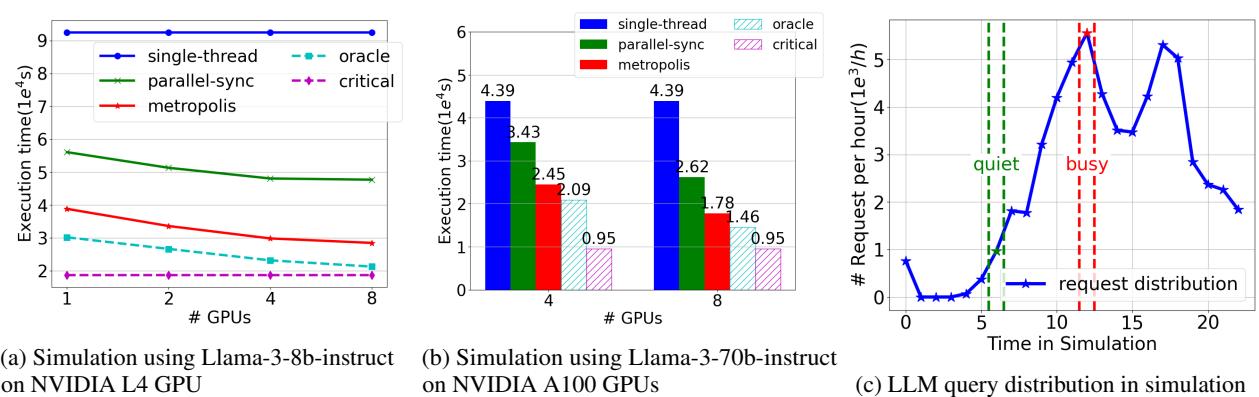 9
8
7
6
5
4
3
2
Execution time(1e⁴s)
single-thread
parallel-sync
metropolis
oracle
critical
1 2 4 8
# GPUs
(a) Simulation using Llama-3-8b-instruct
on NVIDIA L4 GPU
6
5
4
3
2
1
0
Execution time(1e⁴s)
single-thread
parallel-sync
metropolis
oracle
critical
4.39
3.43
2.45
2.09
0.95
4.39
2.62
1.78
1.46
0.95
4 8
# GPUs
(b) Simulation using Llama-3-70b-instruct
on NVIDIA A100 GPUs
5
4
3
2
1
0
# Request per hour(1e³/h)
quiet
busy
request distribution
0 5 10 15 20
Time in Simulation
(c) LLM query distribution in simulation